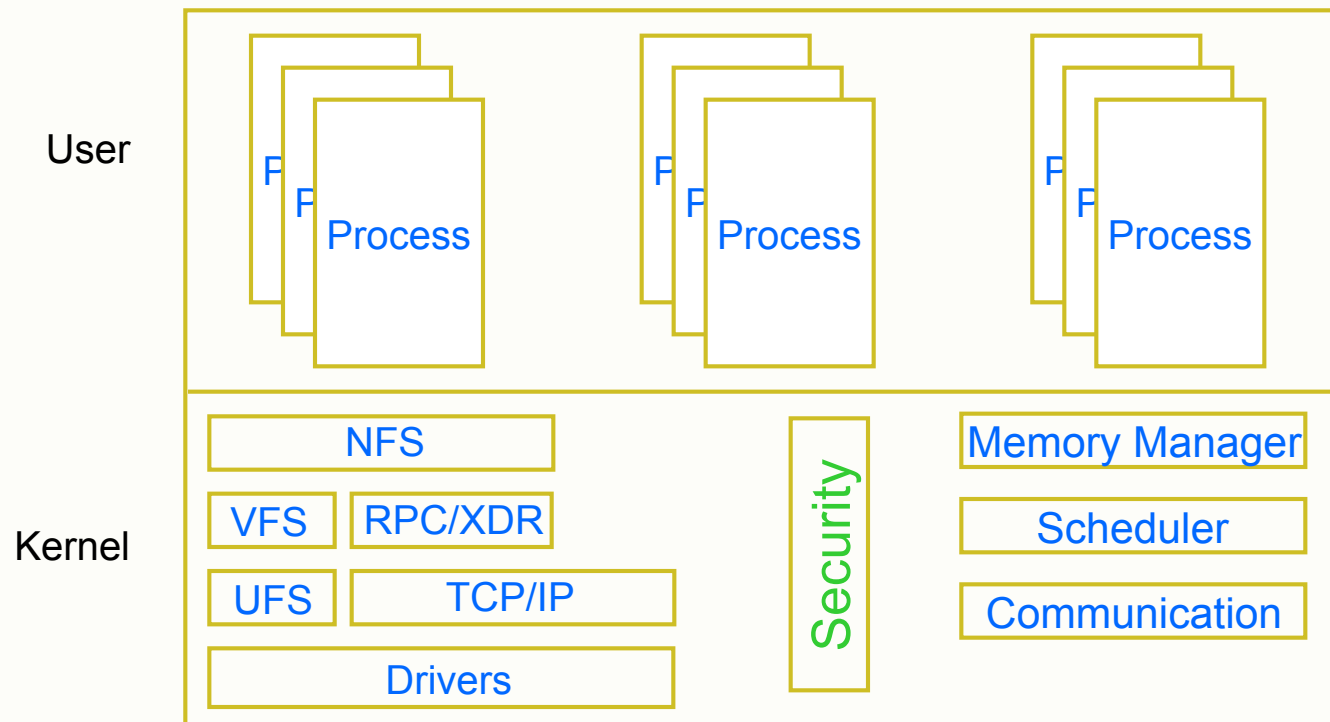 User
P
P
Process
P
P
Process
P
P
Process
Kernel
NFS
VFS
RPC/XDR
UFS
TCP/IP
Drivers
Security
Memory Manager
Scheduler
Communication